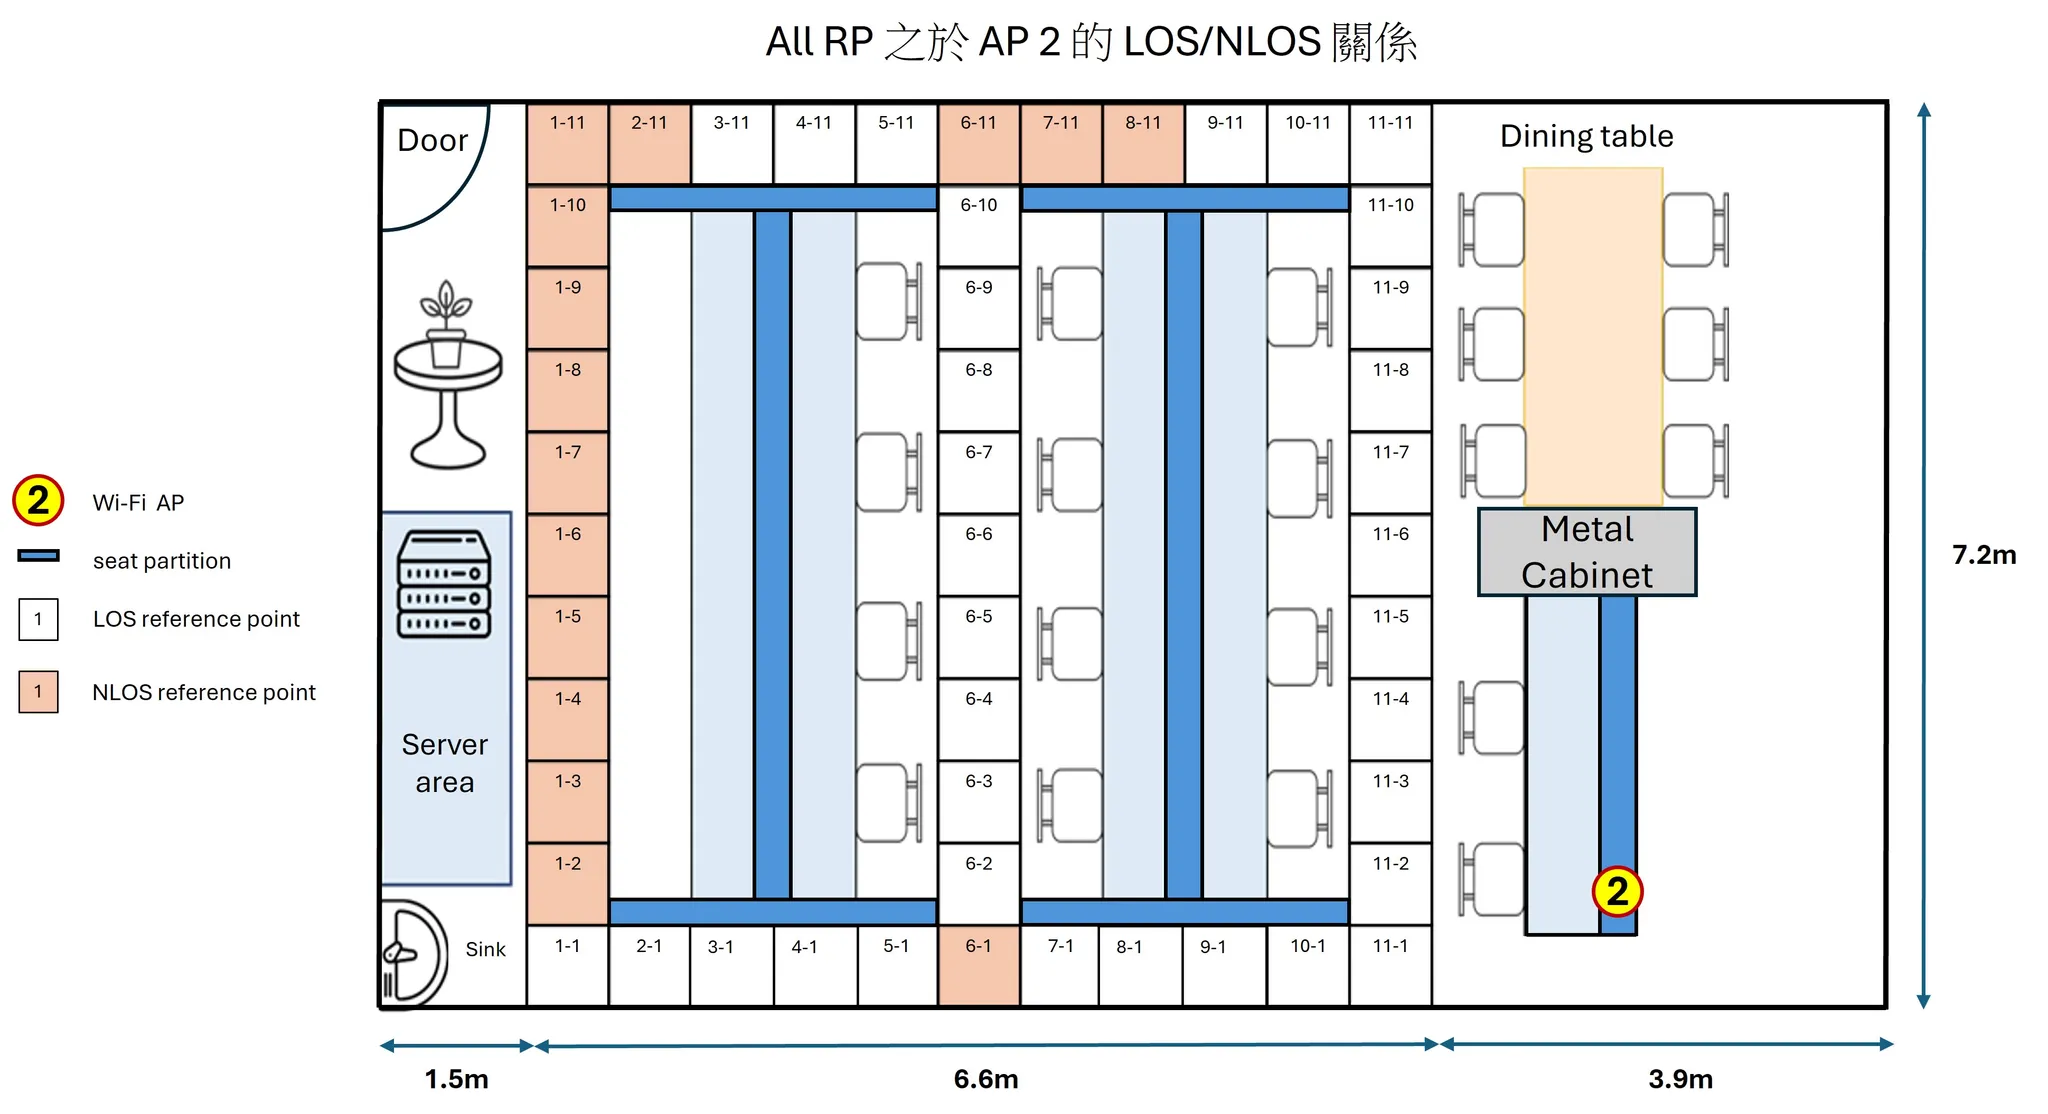 All RP 之於 AP 2 的 LOS/NLOS 關係
Door
1-11 2-11 3-11 4-11 5-11 6-11 7-11 8-11 9-11 10-11 11-11
Dining table
1-10 6-10 11-10
1-9 6-9 11-9
1-8 6-8 11-8
1-7 6-7 11-7
1-6 6-6 11-6
1-5 6-5 11-5
1-4 6-4 11-4
1-3 6-3 11-3
1-2 6-2 11-2
1-1 2-1 3-1 4-1 5-1 6-1 7-1 8-1 9-1 10-1 11-1
Metal
Cabinet
2
Server
area
Sink
2 Wi-Fi AP
seat partition
1 LOS reference point
1 NLOS reference point
7.2m
1.5m
6.6m
3.9m